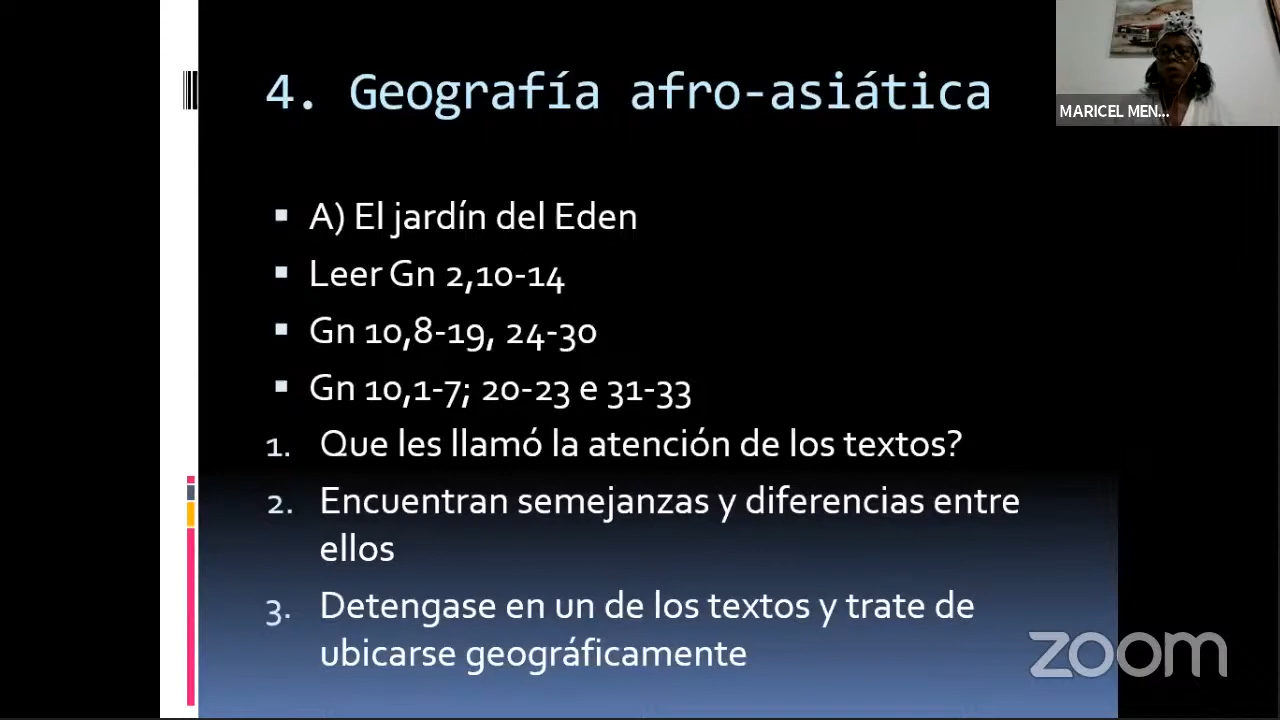 4. Geografía afro-asiática
MARICEL MEN...
A) El jardín del Eden
Leer Gn 2,10-14
Gn 10,8-19, 24-30
Gn 10,1-7; 20-23 e 31-33
1. Que les llamó la atención de los textos?
2. Encuentran semejanzas y diferencias entre
ellos
3. Detengase en un de los textos y trate de
ubicarse geográficamente
zoom